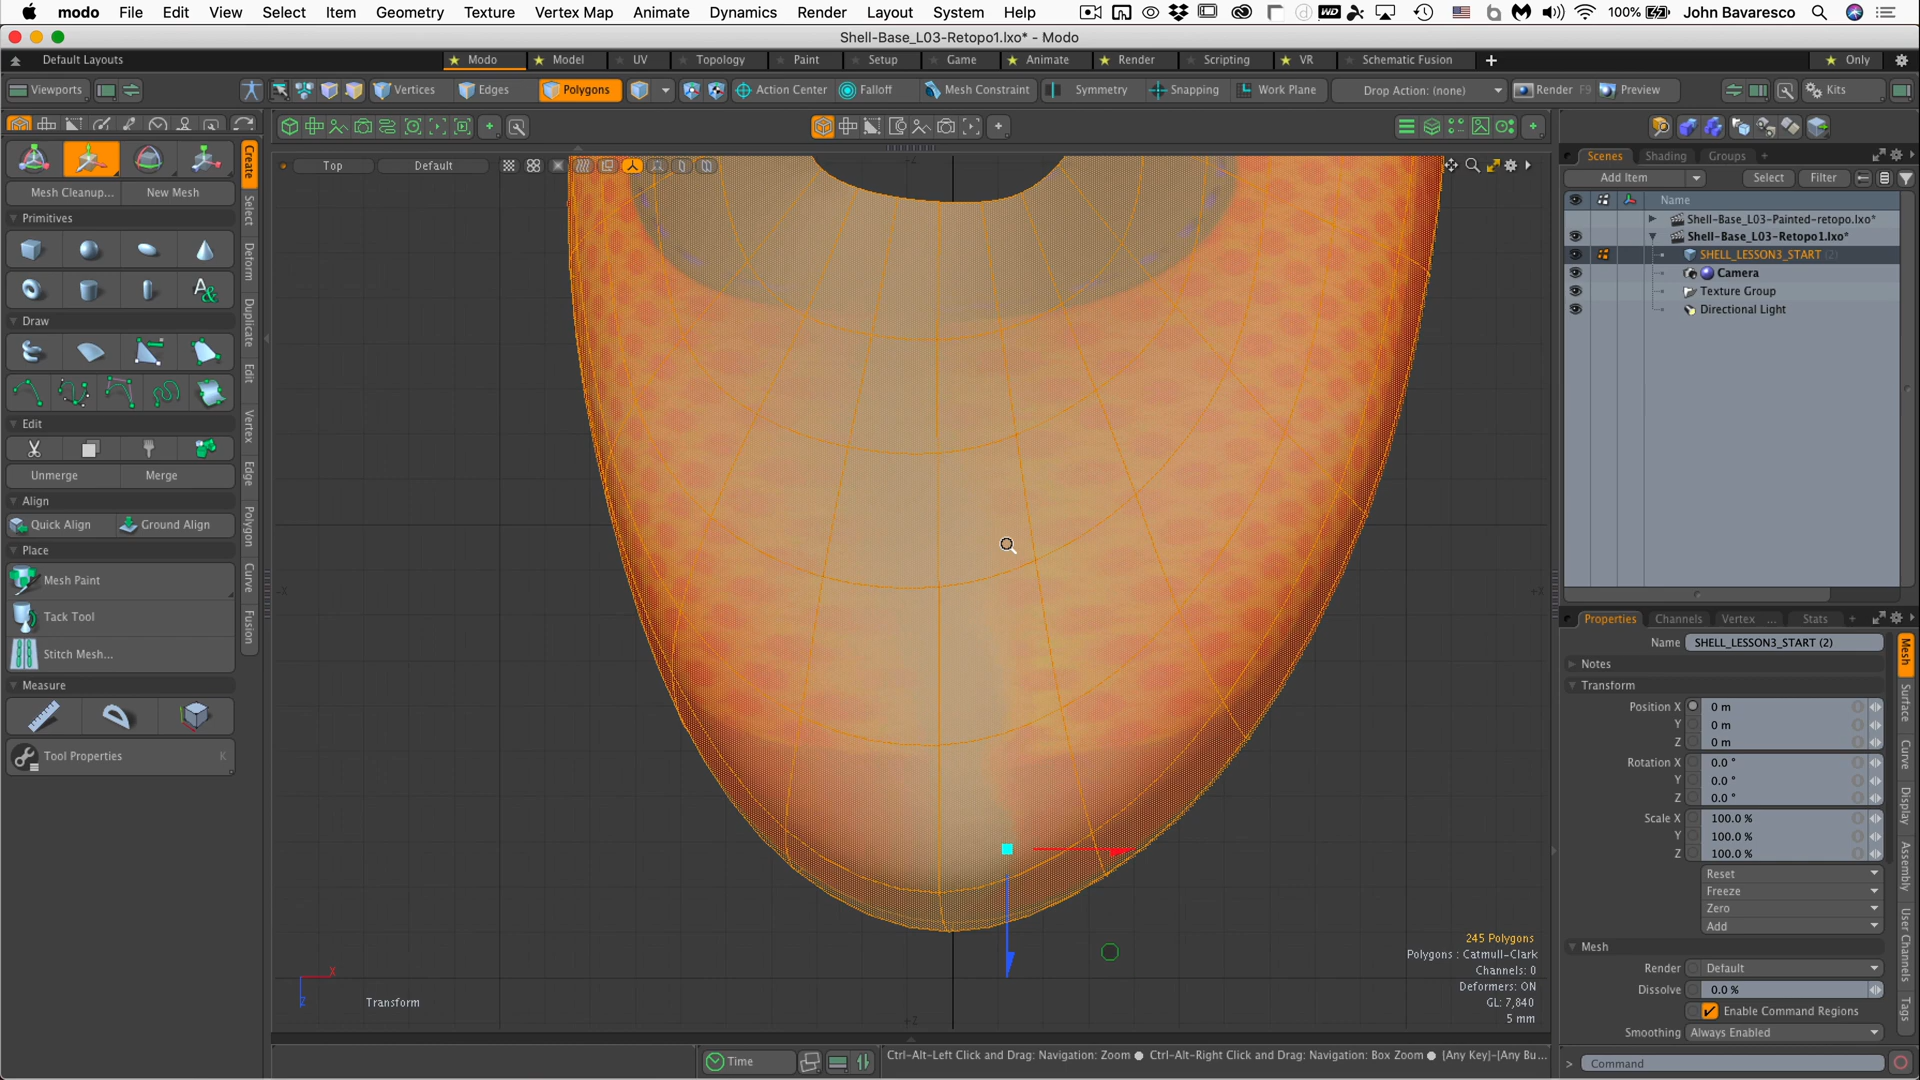 modo File Edit View Select Item Geometry Texture Vertex Map Animate Dynamics Render Layout System Help 100% John Bavaresco
Shell-Base_L03-Retopo1.lxo* - Modo
Default Layouts Modo Model UV Topology Paint Setup Game Animate Render Scripting VR Schematic Fusion + Only
Viewports Vertices Edges Polygons Action Center Falloff Mesh Constraint Symmetry Snapping Work Plane Drop Action: (none) Render F9 Preview Kits
Top Default
Scenes Shading Groups +
Add Item Select Filter
Name
Shell-Base_L03-Painted-retopo.lxo*
Shell-Base_L03-Retopo1.lxo*
SHELL_LESSON3_START (2)
Camera
Texture Group
Directional Light
Mesh Cleanup... New Mesh
Primitives
Draw
Edit
Unmerge Merge
Align
Quick Align Ground Align
Place
Mesh Paint
Tack Tool
Stitch Mesh...
Measure
Tool Properties K
Create
Select
Deform
Duplicate
Edit
Vertex
Edge
Polygon
Curve
Fusion
-X
+X
+Z
X
Z
Transform
245 Polygons
Polygons : Catmull-Clark
Channels: 0
Deformers: ON
GL: 7,840
5 mm
Properties Channels Vertex ... Stats +
Name SHELL_LESSON3_START (2)
Notes
Transform
Position X 0 m
Y 0 m
Z 0 m
Rotation X 0.0 °
Y 0.0 °
Z 0.0 °
Scale X 100.0 %
Y 100.0 %
Z 100.0 %
Reset
Freeze
Zero
Add
Mesh
Render Default
Dissolve 0.0 %
Enable Command Regions
Smoothing Always Enabled
Mesh
Surface
Curve
Display
Assembly
User Channels
Tags
Time
Ctrl-Alt-Left Click and Drag: Navigation: Zoom ● Ctrl-Alt-Right Click and Drag: Navigation: Box Zoom ● [Any Key]-[Any Bu...
> Command